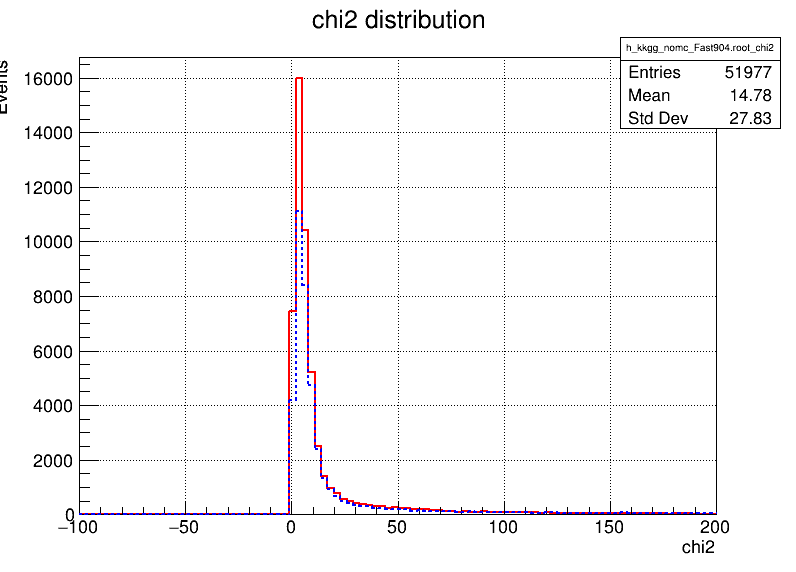 chi2 distribution
h_kkgg_nomc_Fast904.root_chi2
Entries 51977
Mean 14.78
Std Dev 27.83
Events
16000
14000
12000
10000
8000
6000
4000
2000
0
−100 −50 0 50 100 150 200
chi2